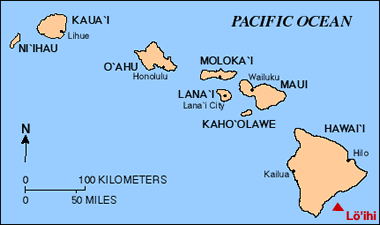 PACIFIC OCEAN
KAUA`I
Lihue
NI`IHAU
O`AHU
Honolulu
MOLOKA`I
Wailuku
LANA`I
MAUI
Lana`i City
KAHO`OLAWE
HAWAI`I
Hilo
Kailua
Lō'ihi
N
0 100 KILOMETERS
0 50 MILES